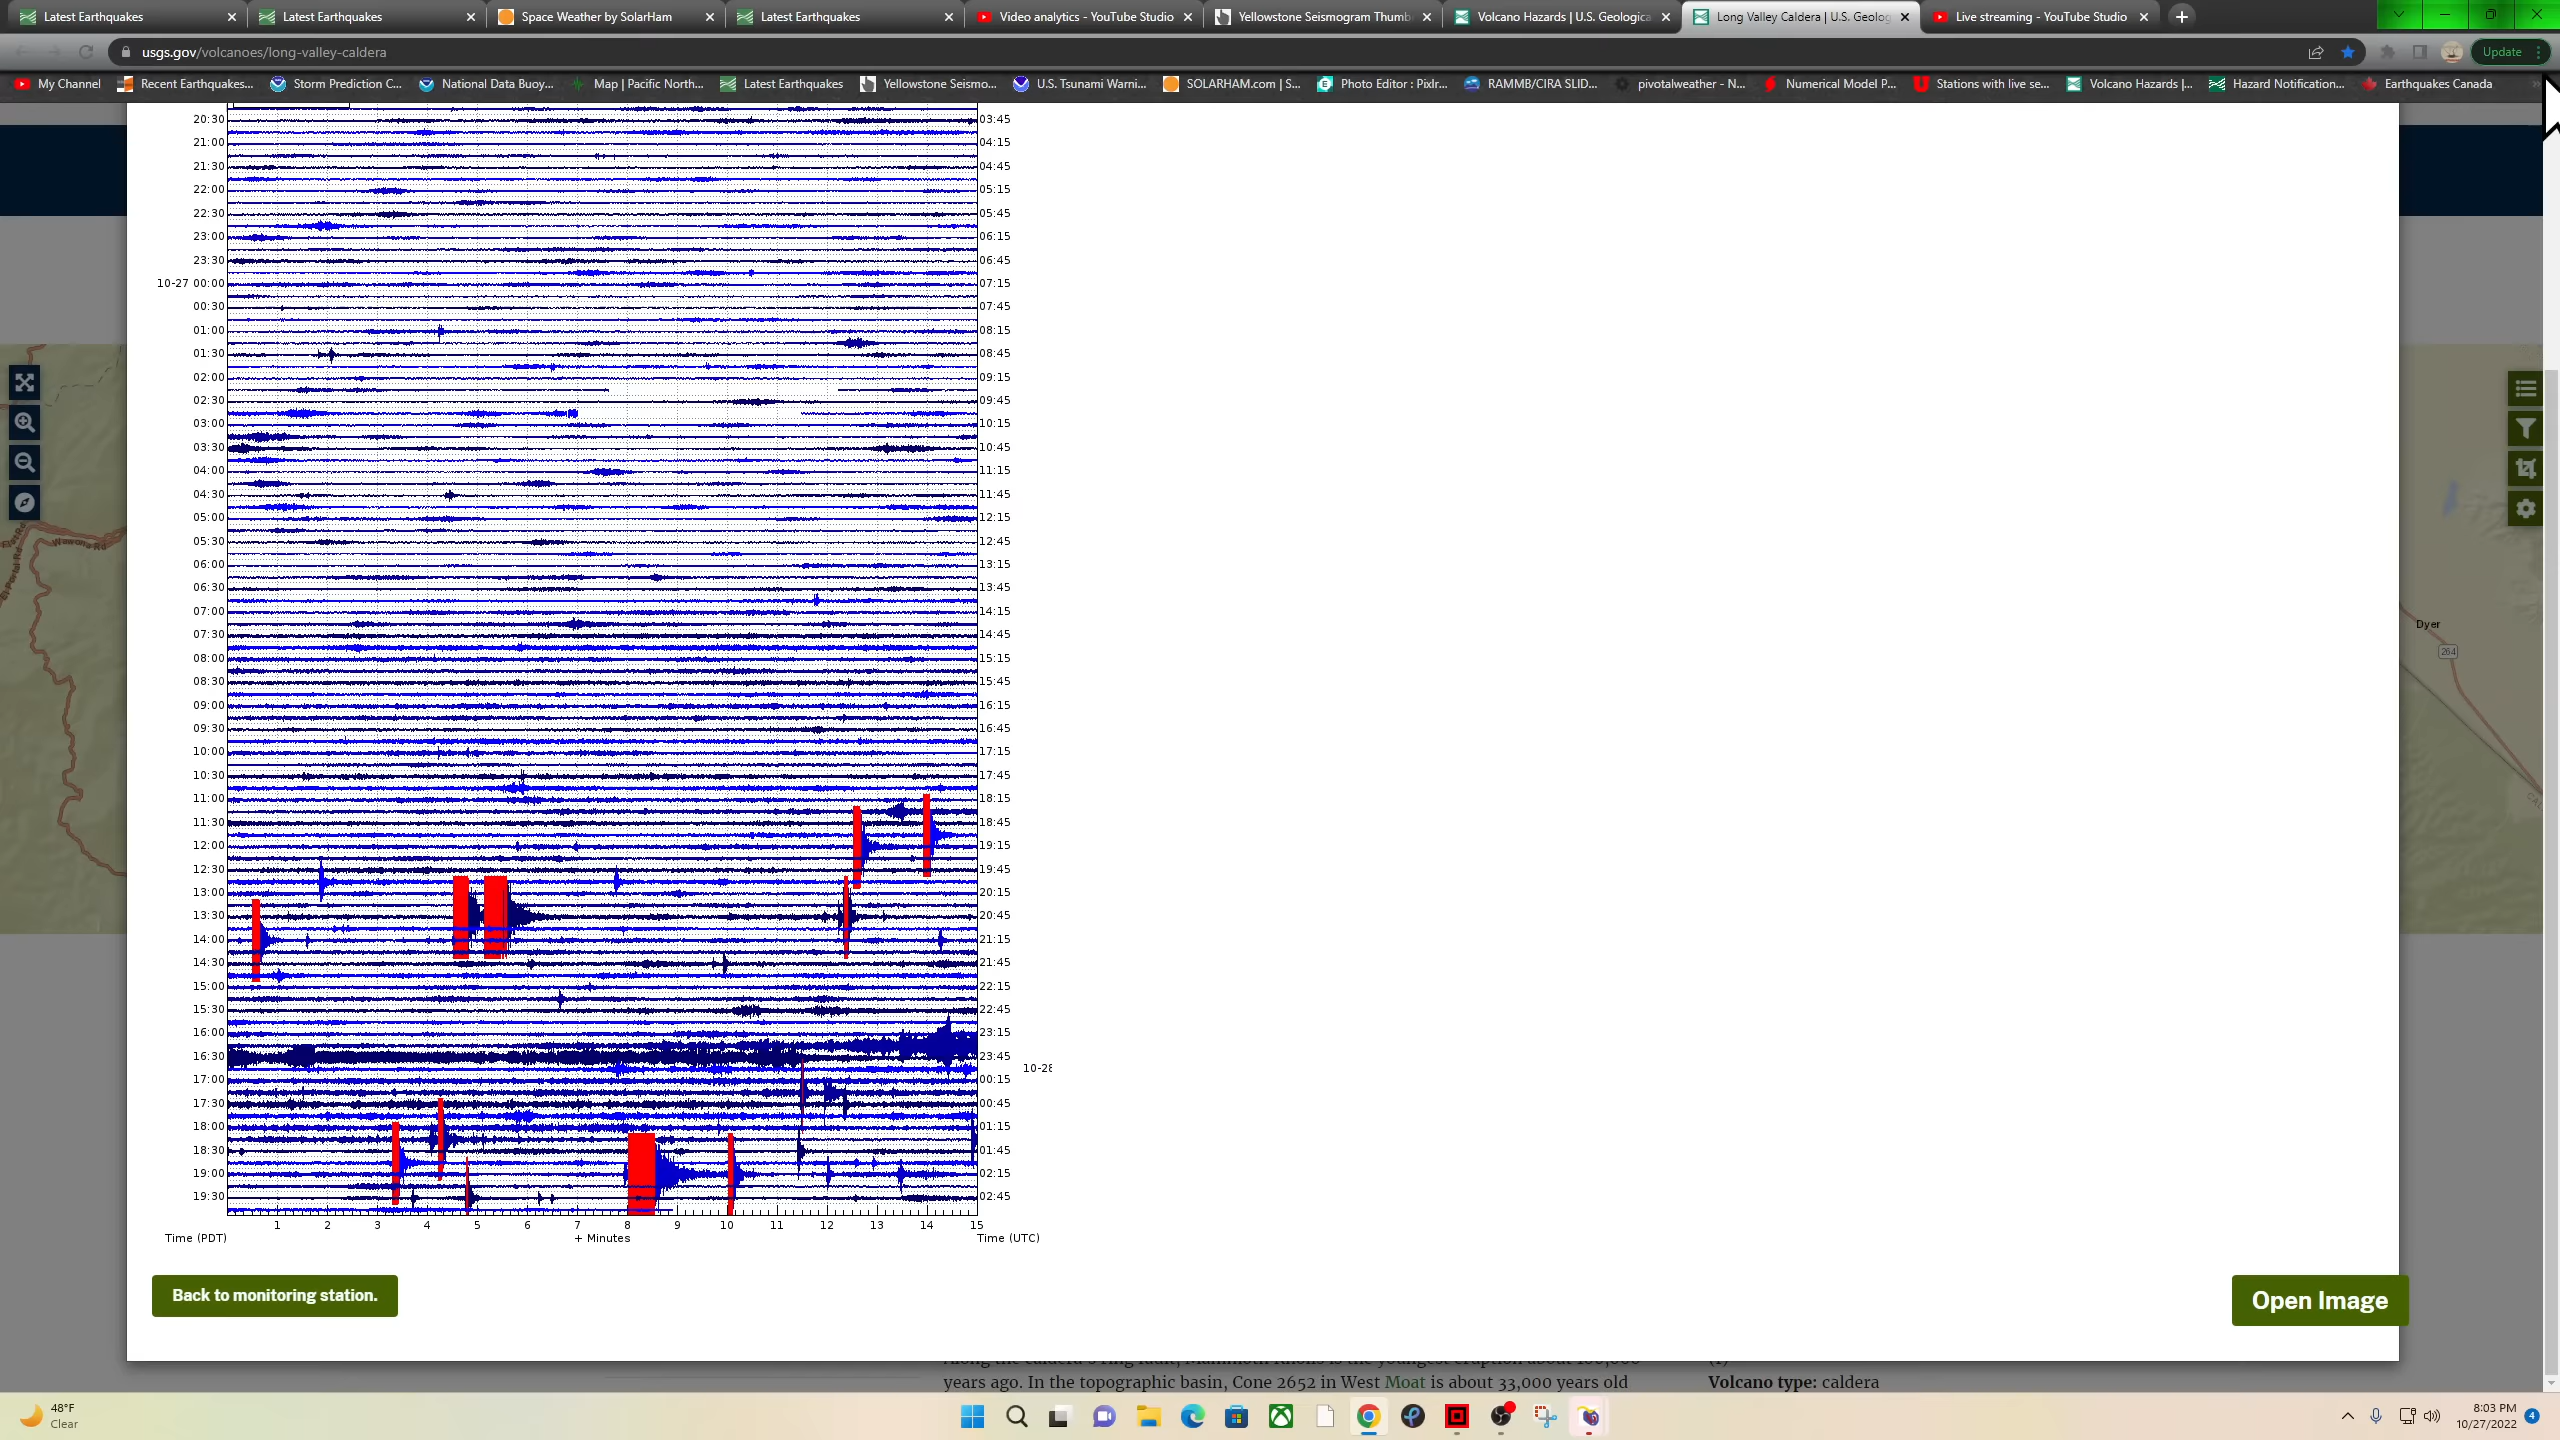 Latest Earthquakes
Latest Earthquakes
Space Weather by SolarHam
Latest Earthquakes
Video analytics - YouTube Studio
Yellowstone Seismogram Thumb
Volcano Hazards | U.S. Geologica
Long Valley Caldera | U.S. Geolog
Live streaming - YouTube Studio
usgs.gov/volcanoes/long-valley-caldera
Update
My Channel
Recent Earthquakes...
Storm Prediction C...
National Data Buoy...
Map | Pacific North...
Latest Earthquakes
Yellowstone Seismo...
U.S. Tsunami Warni...
SOLARHAM.com | S...
Photo Editor : Pixlr...
RAMMB/CIRA SLID...
pivotalweather - N...
Numerical Model P...
Stations with live se...
Volcano Hazards |...
Hazard Notification...
Earthquakes Canada
20:30 03:45
21:00 04:15
21:30 04:45
22:00 05:15
22:30 05:45
23:00 06:15
23:30 06:45
10-27 00:00 07:15
00:30 07:45
01:00 08:15
01:30 08:45
02:00 09:15
02:30 09:45
03:00 10:15
03:30 10:45
04:00 11:15
04:30 11:45
05:00 12:15
05:30 12:45
06:00 13:15
06:30 13:45
07:00 14:15
07:30 14:45
08:00 15:15
08:30 15:45
09:00 16:15
09:30 16:45
10:00 17:15
10:30 17:45
11:00 18:15
11:30 18:45
12:00 19:15
12:30 19:45
13:00 20:15
13:30 20:45
14:00 21:15
14:30 21:45
15:00 22:15
15:30 22:45
16:00 23:15
16:30 23:45
10-28
17:00 00:15
17:30 00:45
18:00 01:15
18:30 01:45
19:00 02:15
19:30 02:45
1 2 3 4 5 6 7 8 9 10 11 12 13 14 15
Time (PDT) + Minutes Time (UTC)
Wawona Rd
El Portal Rd
Dyer
264
Back to monitoring station.
Open Image
years ago. In the topographic basin, Cone 2652 in West Moat is about 33,000 years old
Volcano type: caldera
48°F
Clear
8:03 PM
10/27/2022
4